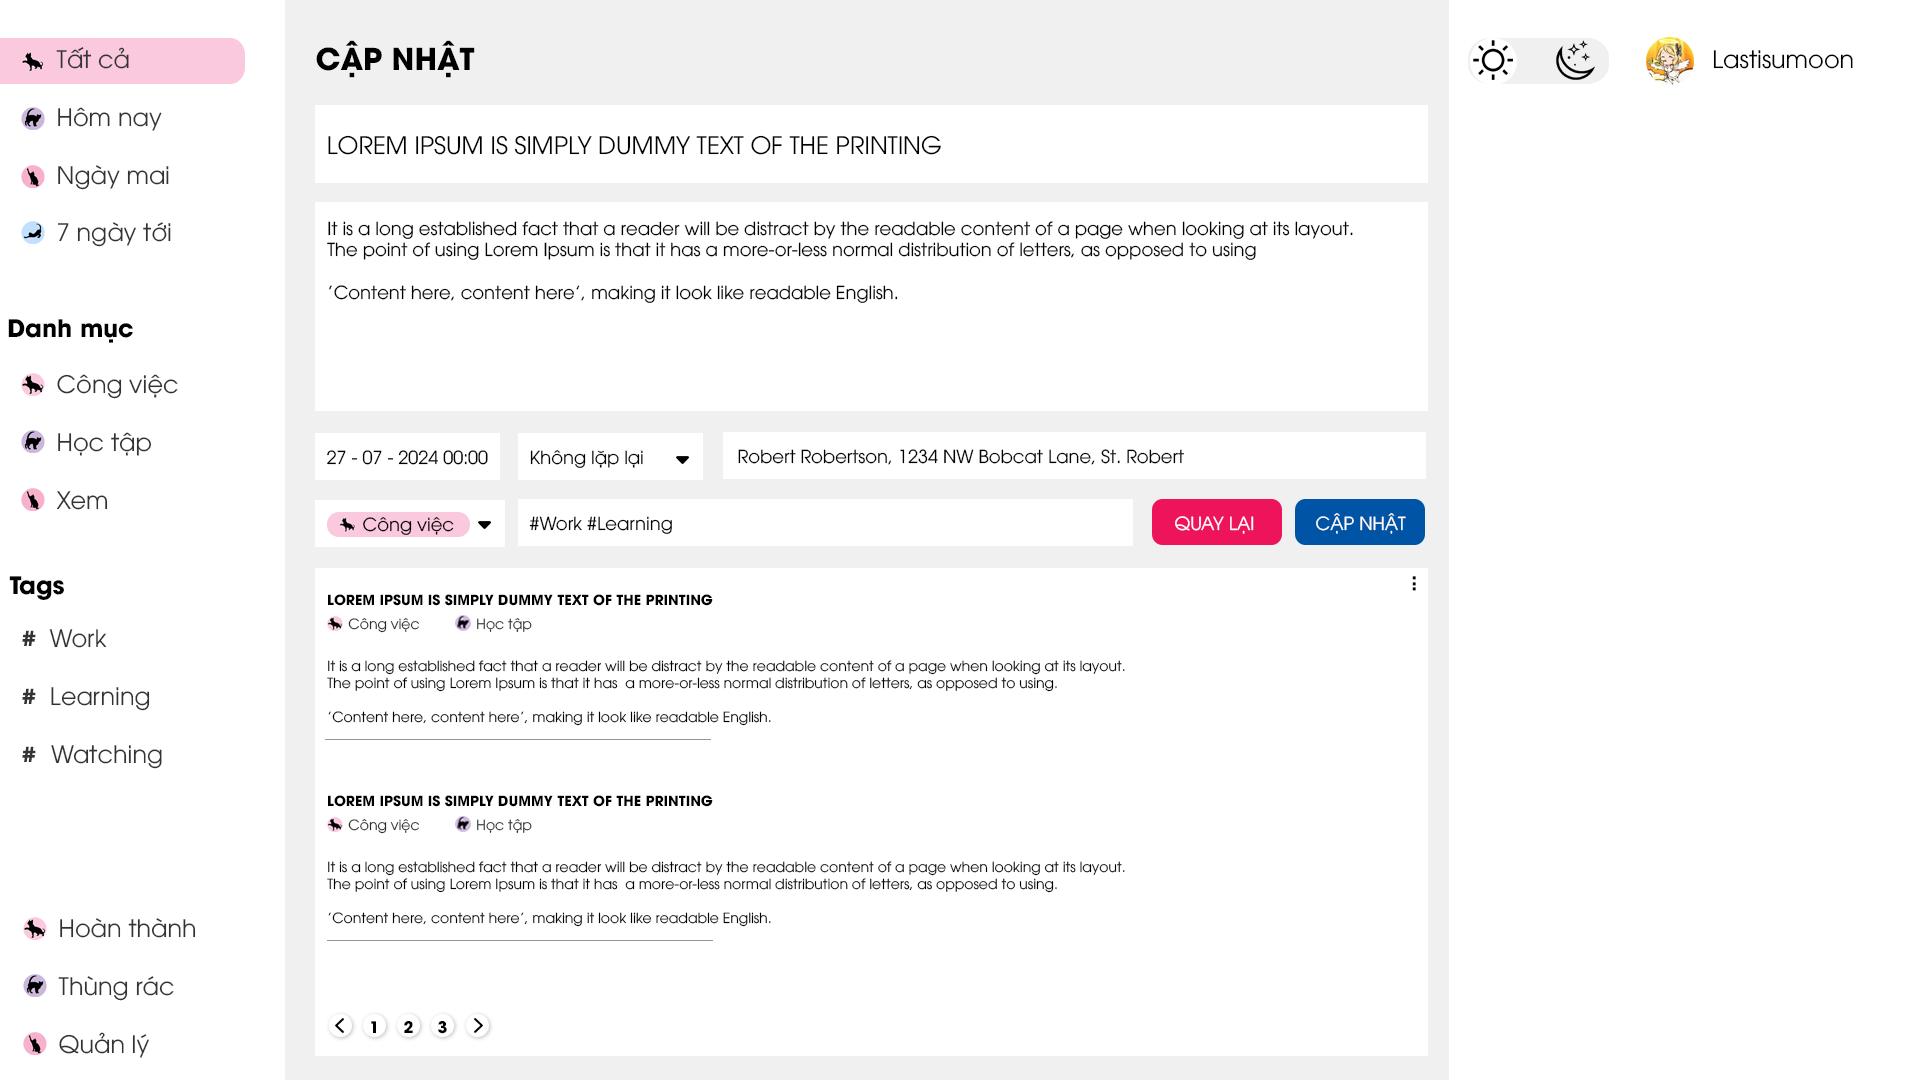 Tất cả
Hôm nay
Ngày mai
7 ngày tới
Danh mục
Công việc
Học tập
Xem
Tags
# Work
# Learning
# Watching
Hoàn thành
Thùng rác
Quản lý
CẬP NHẬT
LOREM IPSUM IS SIMPLY DUMMY TEXT OF THE PRINTING
It is a long established fact that a reader will be distract by the readable content of a page when looking at its layout.
The point of using Lorem Ipsum is that it has a more-or-less normal distribution of letters, as opposed to using
‘Content here, content here’, making it look like readable English.
27 - 07 - 2024 00:00
Không lặp lại
Robert Robertson, 1234 NW Bobcat Lane, St. Robert
Công việc
#Work #Learning
QUAY LẠI
CẬP NHẬT
LOREM IPSUM IS SIMPLY DUMMY TEXT OF THE PRINTING
Công việc
Học tập
It is a long established fact that a reader will be distract by the readable content of a page when looking at its layout.
The point of using Lorem Ipsum is that it has a more-or-less normal distribution of letters, as opposed to using.
‘Content here, content here’, making it look like readable English.
LOREM IPSUM IS SIMPLY DUMMY TEXT OF THE PRINTING
Công việc
Học tập
It is a long established fact that a reader will be distract by the readable content of a page when looking at its layout.
The point of using Lorem Ipsum is that it has a more-or-less normal distribution of letters, as opposed to using.
‘Content here, content here’, making it look like readable English.
1 2 3
Lastisumoon